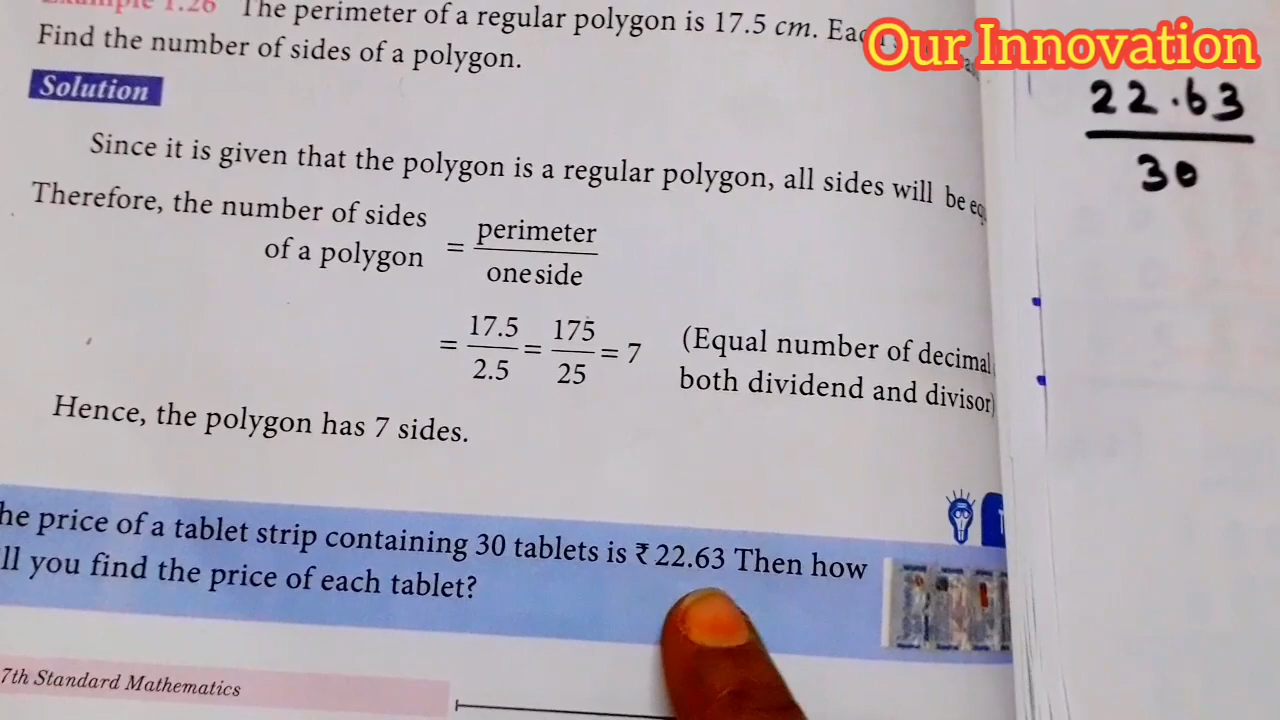 Example 1.26 The perimeter of a regular polygon is 17.5 cm.
Find the number of sides of a polygon.
Our Innovation
22.63
30
Solution
Since it is given that the polygon is a regular polygon, all sides will be
Therefore, the number of sides
of a polygon = perimeter
one side
= 17.5 = 175 = 7 (Equal number of decimal
2.5 25 both dividend and divisor)
Hence, the polygon has 7 sides.
he price of a tablet strip containing 30 tablets is ₹ 22.63 Then how
ll you find the price of each tablet?
7th Standard Mathematics